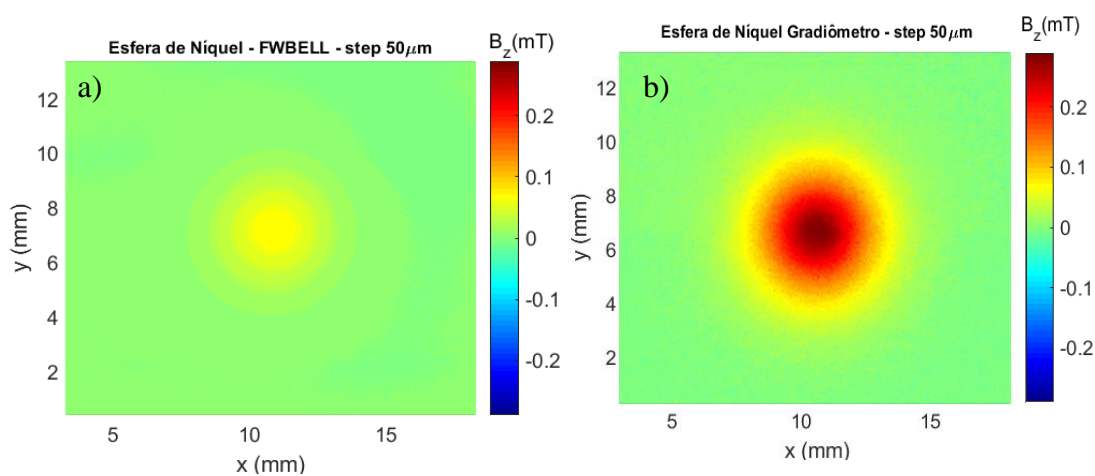 Esfera de Níquel - FWBELL - step 50μm
B_z(mT)
a)
12
10
8
6
4
2
y (mm)
5
10
15
x (mm)
0.2
0.1
0
-0.1
-0.2
Esfera de Níquel Gradiômetro - step 50μm
B_z(mT)
b)
12
10
8
6
4
2
y (mm)
5
10
15
x (mm)
0.2
0.1
0
-0.1
-0.2